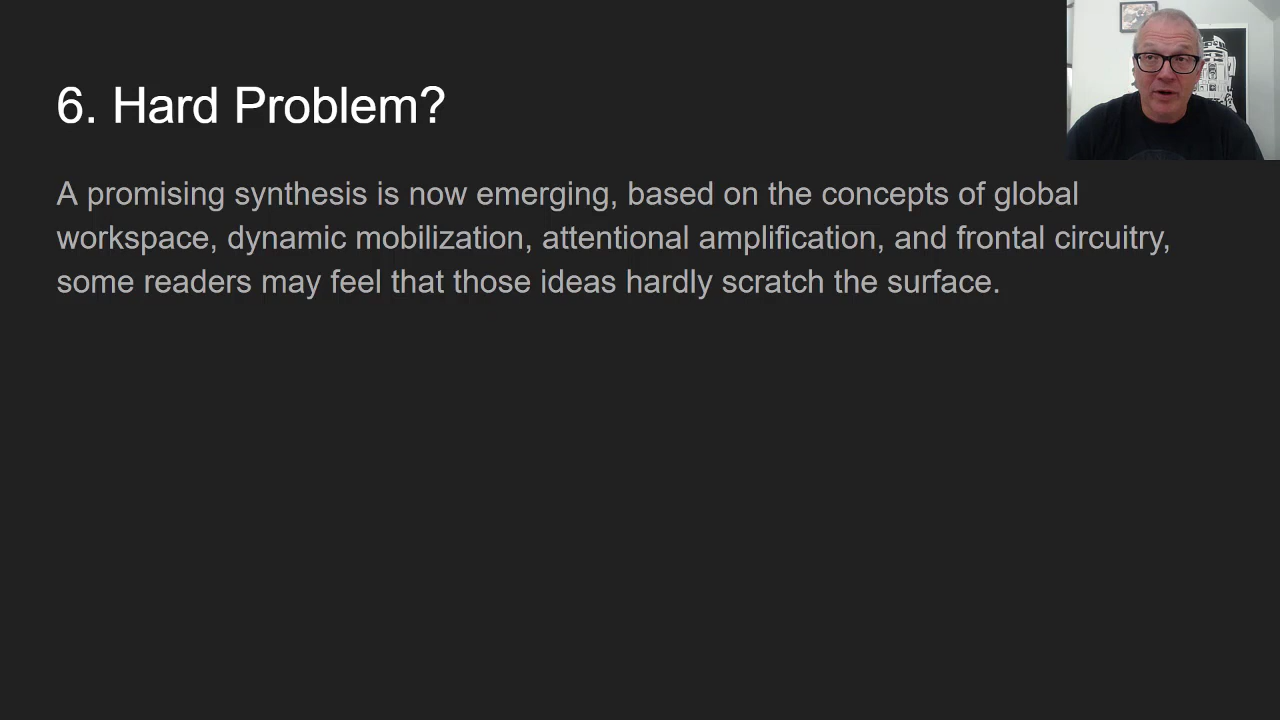 6. Hard Problem?
A promising synthesis is now emerging, based on the concepts of global
workspace, dynamic mobilization, attentional amplification, and frontal circuitry,
some readers may feel that those ideas hardly scratch the surface.